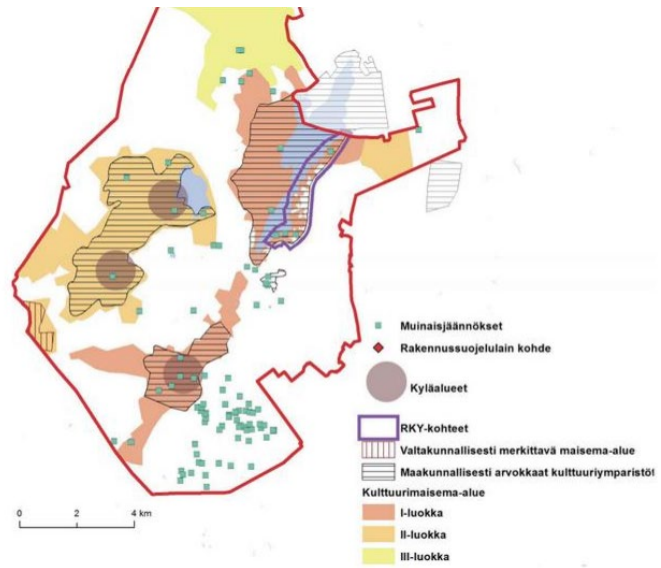 Muinaisjäännökset
Rakennussuojelulain kohde
Kyläalueet
RKY-kohteet
Valtakunnallisesti merkittävä maisema-alue
Maakunnallisesti arvokkaat kulttuuriymparistöt
Kulttuurimaisema-alue
I-luokka
II-luokka
III-luokka
0 2 4 km